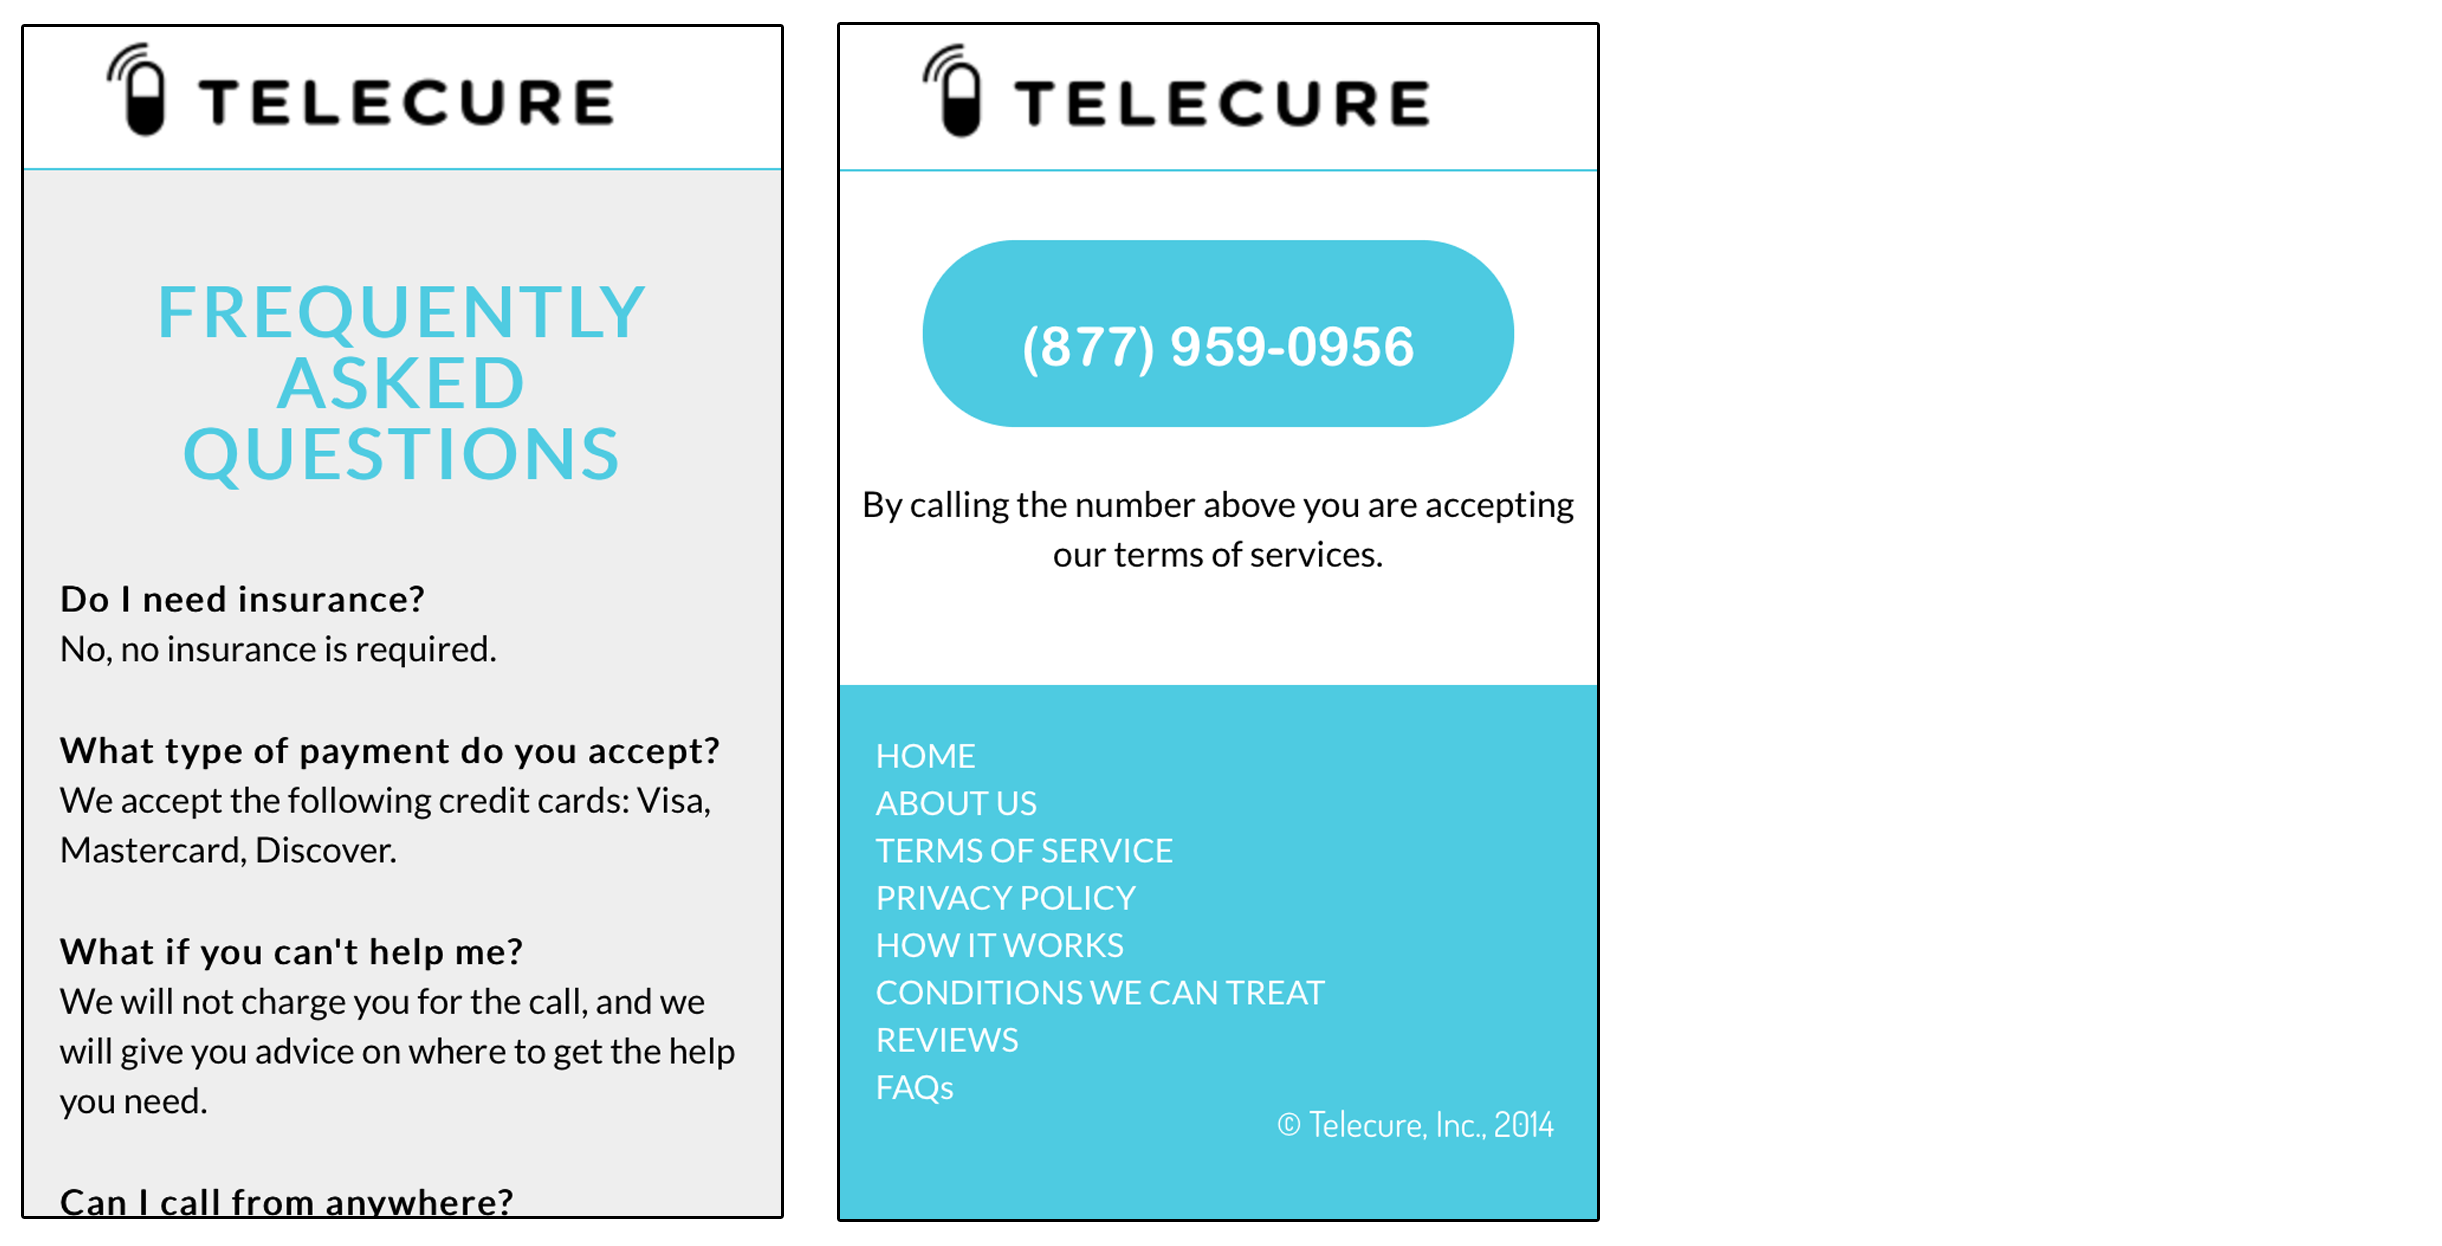 TELECURE
FREQUENTLY
ASKED
QUESTIONS
Do I need insurance?
No, no insurance is required.
What type of payment do you accept?
We accept the following credit cards: Visa,
Mastercard, Discover.
What if you can't help me?
We will not charge you for the call, and we
will give you advice on where to get the help
you need.
Can I call from anywhere?
TELECURE
(877) 959-0956
By calling the number above you are accepting
our terms of services.
HOME
ABOUT US
TERMS OF SERVICE
PRIVACY POLICY
HOW IT WORKS
CONDITIONS WE CAN TREAT
REVIEWS
FAQs
© Telecure, Inc., 2014